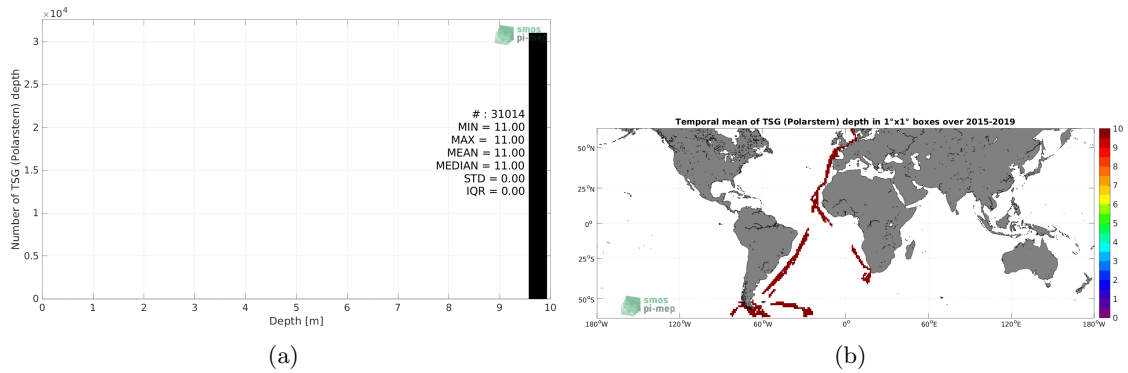 ×10⁴
smos
pi-mep
3
2.5
2
1.5
1
0.5
0
Number of TSG (Polarstern) depth
# : 31014
MIN = 11.00
MAX = 11.00
MEAN = 11.00
MEDIAN = 11.00
STD = 0.00
IQR = 0.00
0 1 2 3 4 5 6 7 8 9 10
Depth [m]
(a)
Temporal mean of TSG (Polarstern) depth in 1°x1° boxes over 2015-2019
50°N
25°N
0°
25°S
50°S
180°W 120°W 60°W 0° 60°E 120°E 180°E
smos
pi-mep
10
9
8
7
6
5
4
3
2
1
0
(b)